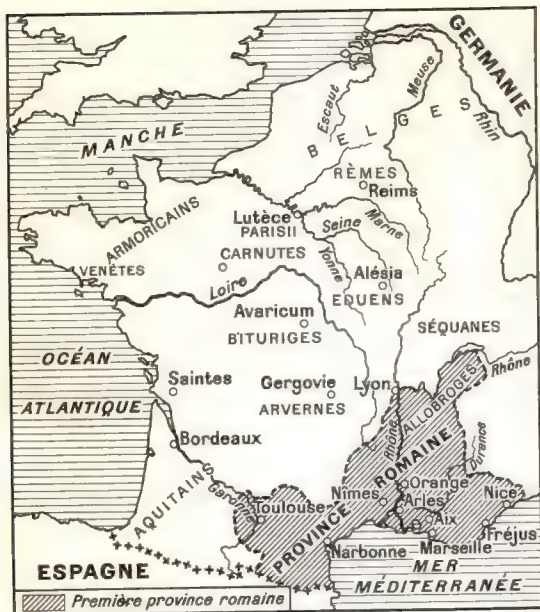 GERMANIE
Meuse
Escaut
Rhin
BELGES
MANCHE
RÈMES
Reims
Lutèce
PARISII
Marne
Seine
ARMORICAINS
CARNUTES
Yonne
Alésia
VENÈTES
EDUENS
Loire
Avaricum
BITURIGES
SÉQUANES
OCÉAN
ATLANTIQUE
Saintes
Gergovie
ARVERNES
Lyon
ALLOBROGES
Rhône
Bordeaux
Rhône
ROMAINE
Durance
AQUITAINS
Garonne
Toulouse
Nîmes
Orange
Arles
Nice
Aix
PROVINCE
Fréjus
Narbonne
Marseille
ESPAGNE
MER
MÉDITERRANÉE
Première province romaine